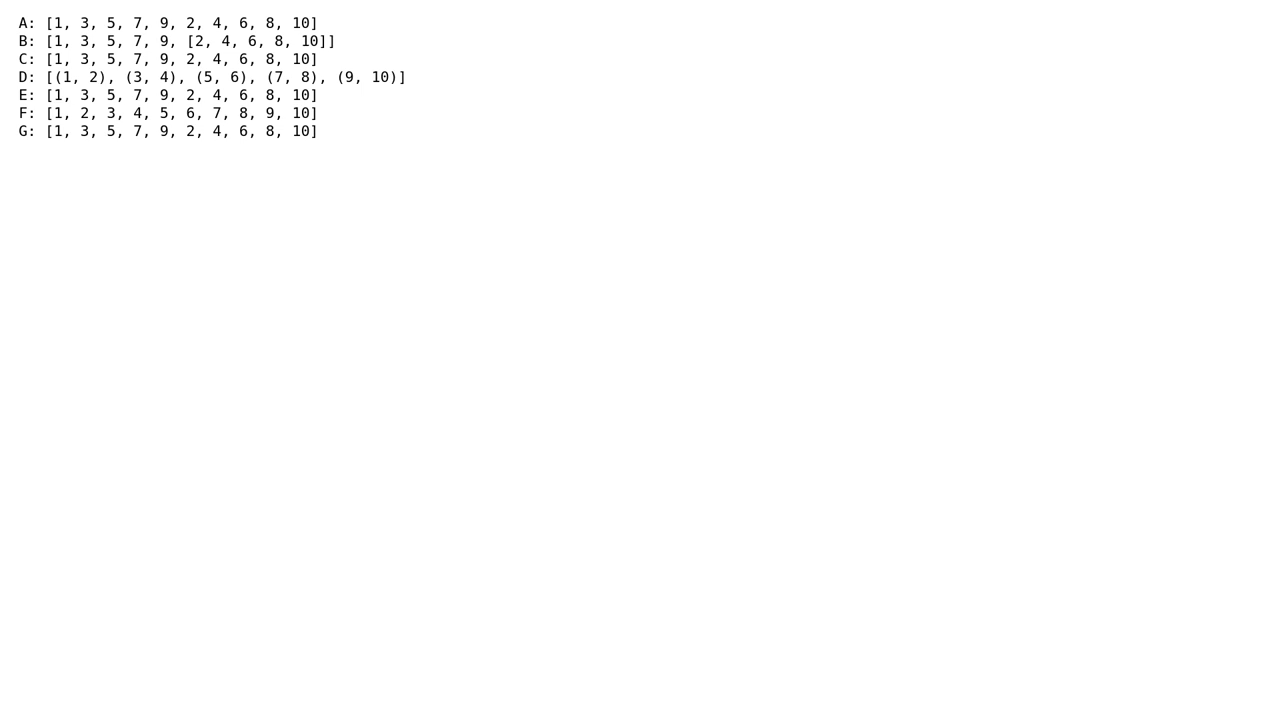 A: [1, 3, 5, 7, 9, 2, 4, 6, 8, 10]
B: [1, 3, 5, 7, 9, [2, 4, 6, 8, 10]]
C: [1, 3, 5, 7, 9, 2, 4, 6, 8, 10]
D: [(1, 2), (3, 4), (5, 6), (7, 8), (9, 10)]
E: [1, 3, 5, 7, 9, 2, 4, 6, 8, 10]
F: [1, 2, 3, 4, 5, 6, 7, 8, 9, 10]
G: [1, 3, 5, 7, 9, 2, 4, 6, 8, 10]